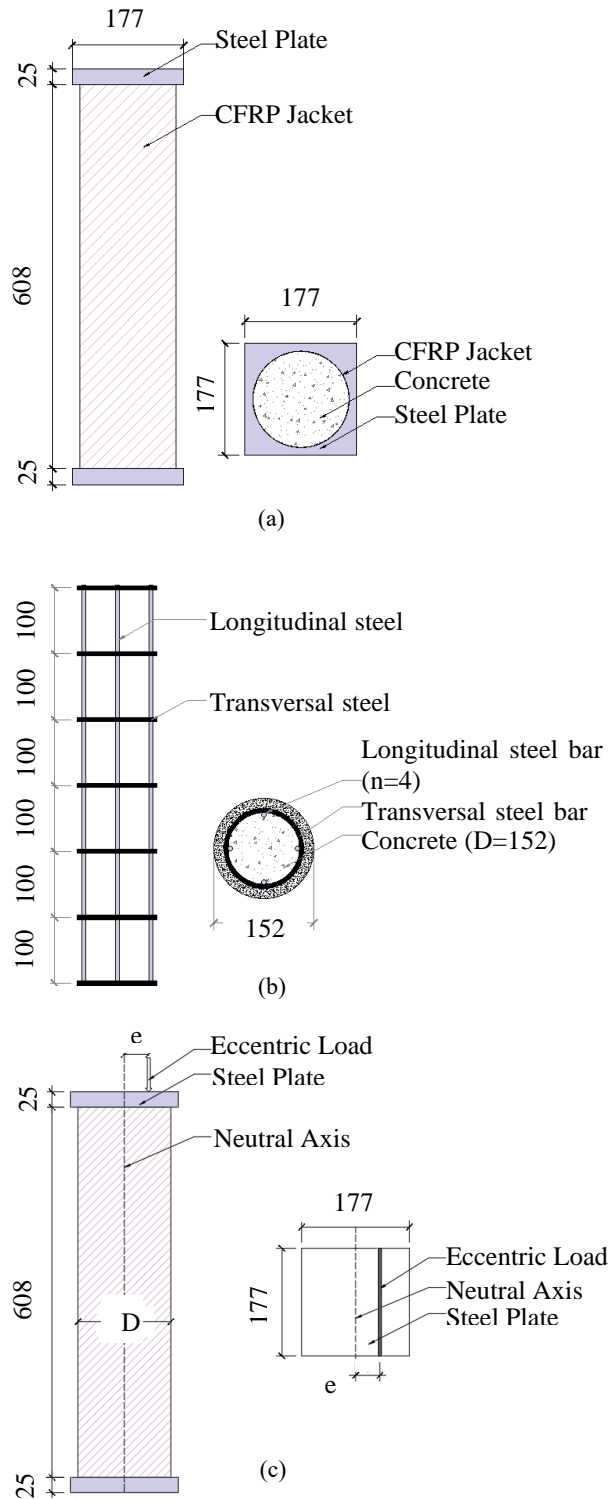 177
Steel Plate
25
CFRP Jacket
608
177
CFRP Jacket
Concrete
177
Steel Plate
25
(a)
100
Longitudinal steel
100
Transversal steel
100
Longitudinal steel bar
(n=4)
100
Transversal steel bar
Concrete (D=152)
100
152
100
(b)
e
Eccentric Load
Steel Plate
25
Neutral Axis
177
Eccentric Load
Neutral Axis
608
177
Steel Plate
D
e
25
(c)